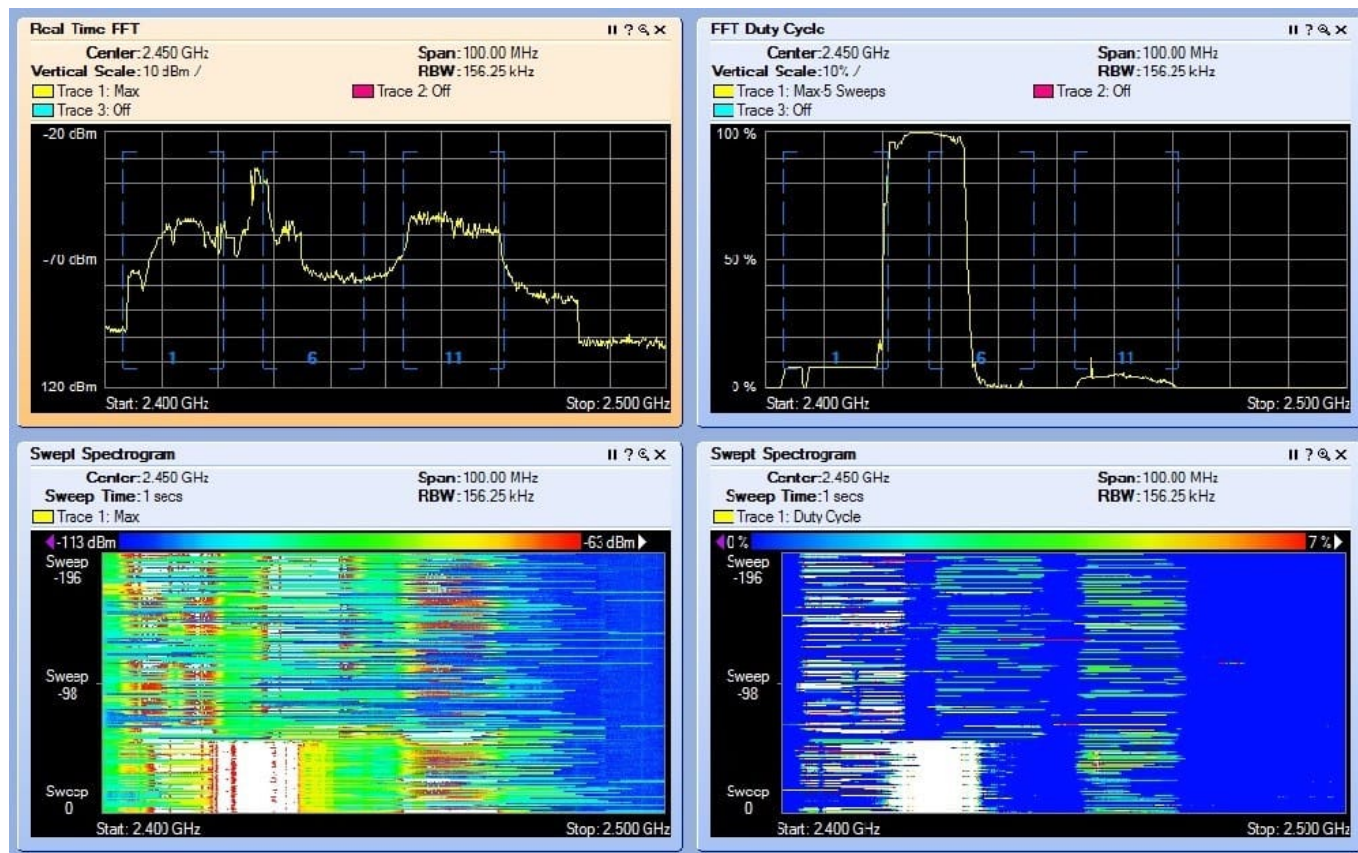 Real Time FFT
Center: 2.450 GHz Span: 100.00 MHz
Vertical Scale: 10 dBm / RBW: 156.25 kHz
Trace 1: Max Trace 2: Off
Trace 3: Off
-20 dBm
-70 dBm
120 dBm
1 6 11
Start: 2.400 GHz Stop: 2.500 GHz
FFT Duty Cycle
Center: 2.450 GHz Span: 100.00 MHz
Vertical Scale: 10% / RBW: 156.25 kHz
Trace 1: Max-5 Sweeps Trace 2: Off
Trace 3: Off
100 %
50 %
0 %
1 6 11
Start: 2.400 GHz Stop: 2.500 GHz
Swept Spectrogram
Center: 2.450 GHz Span: 100.00 MHz
Sweep Time: 1 secs RBW: 156.25 kHz
Trace 1: Max
-113 dBm -63 dBm
Sweep
-196
Sweep
-98
Sweep
0
Start: 2.400 GHz Stop: 2.500 GHz
Swept Spectrogram
Center: 2.450 GHz Span: 100.00 MHz
Sweep Time: 1 secs RBW: 156.25 kHz
Trace 1: Duty Cycle
0 % 7 %
Sweep
-196
Sweep
-98
Sweep
0
Start: 2.400 GHz Stop: 2.500 GHz